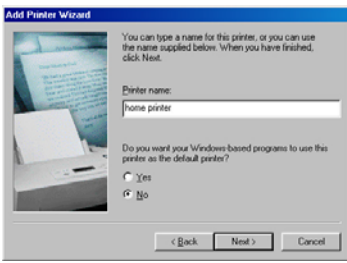 Add Printer Wizard
You can type a name for this printer, or you can use
the name supplied below. When you have finished,
click Next.
Printer name:
home printer
Do you want your Windows-based programs to use this
printer as the default printer?
Yes
No
< Back
Next >
Cancel